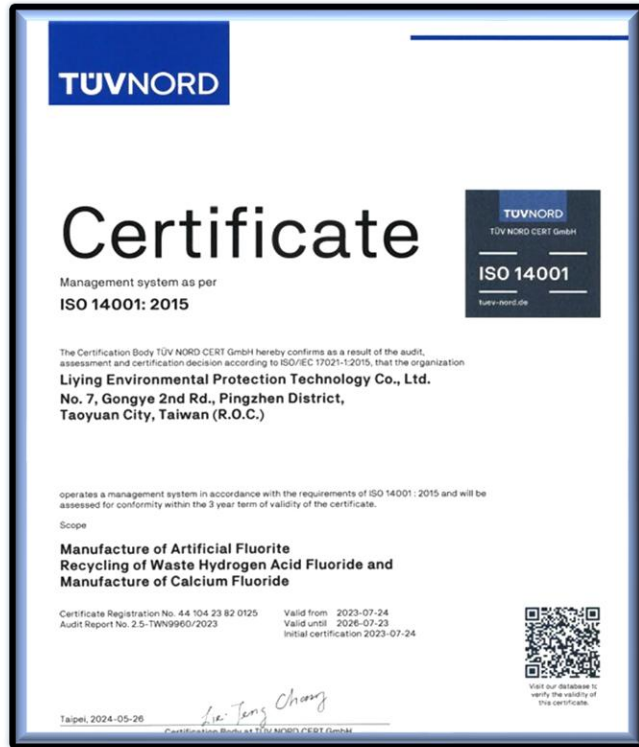 TÜVNORD
Certificate
TÜVNORD
TÜV NORD CERT GmbH
ISO 14001
tuev-nord.de
Management system as per
ISO 14001: 2015
The Certification Body TÜV NORD CERT GmbH hereby confirms as a result of the audit,
assessment and certification decision according to ISO/IEC 17021-1:2015, that the organization
Liying Environmental Protection Technology Co., Ltd.
No. 7, Gongye 2nd Rd., Pingzhen District,
Taoyuan City, Taiwan (R.O.C.)
operates a management system in accordance with the requirements of ISO 14001 : 2015 and will be
assessed for conformity within the 3 year term of validity of the certificate.
Scope
Manufacture of Artificial Fluorite
Recycling of Waste Hydrogen Acid Fluoride and
Manufacture of Calcium Fluoride
Certificate Registration No. 44 104 23 82 0125
Audit Report No. 2.5-TWN9960/2023
Valid from 2023-07-24
Valid until 2026-07-23
Initial certification 2023-07-24
Visit our database to
verify the validity of
this certificate.
Taipei, 2024-05-26
Certification Body at TÜV NORD CERT GmbH